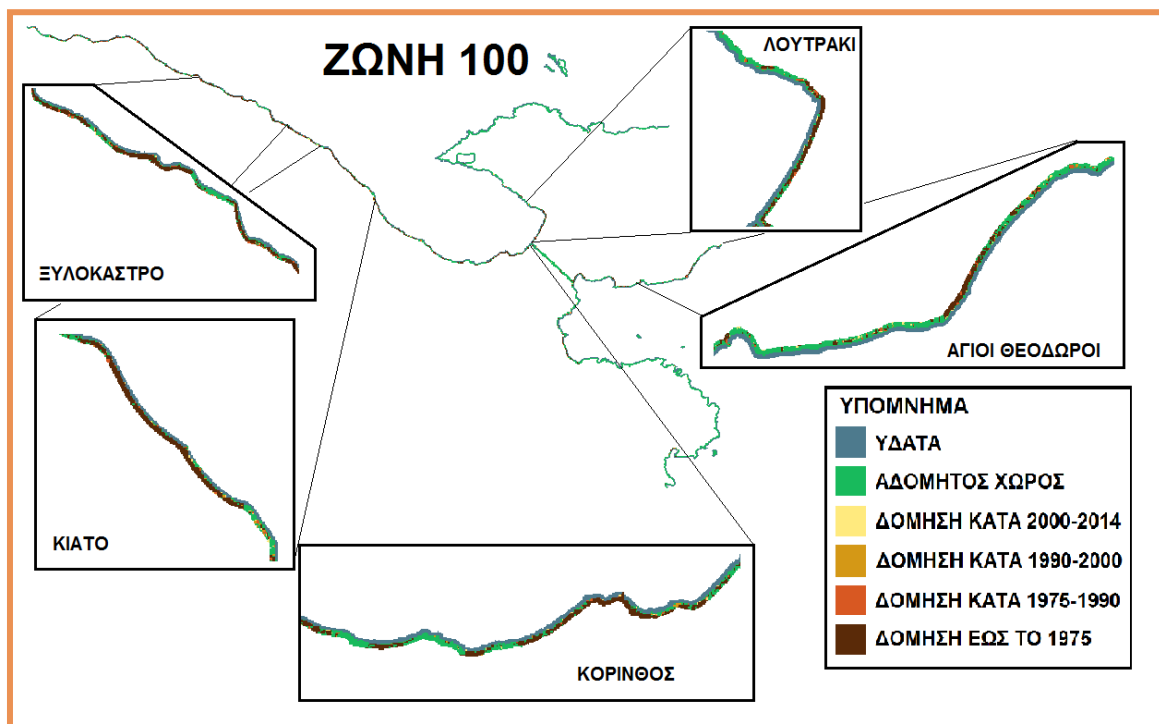 ΖΩΝΗ 100
ΛΟΥΤΡΑΚΙ
ΞΥΛΟΚΑΣΤΡΟ
ΑΓΙΟΙ ΘΕΟΔΩΡΟΙ
ΚΙΑΤΟ
ΚΟΡΙΝΘΟΣ
ΥΠΟΜΝΗΜΑ
ΥΔΑΤΑ
ΑΔΟΜΗΤΟΣ ΧΩΡΟΣ
ΔΟΜΗΣΗ ΚΑΤΑ 2000-2014
ΔΟΜΗΣΗ ΚΑΤΑ 1990-2000
ΔΟΜΗΣΗ ΚΑΤΑ 1975-1990
ΔΟΜΗΣΗ ΕΩΣ ΤΟ 1975